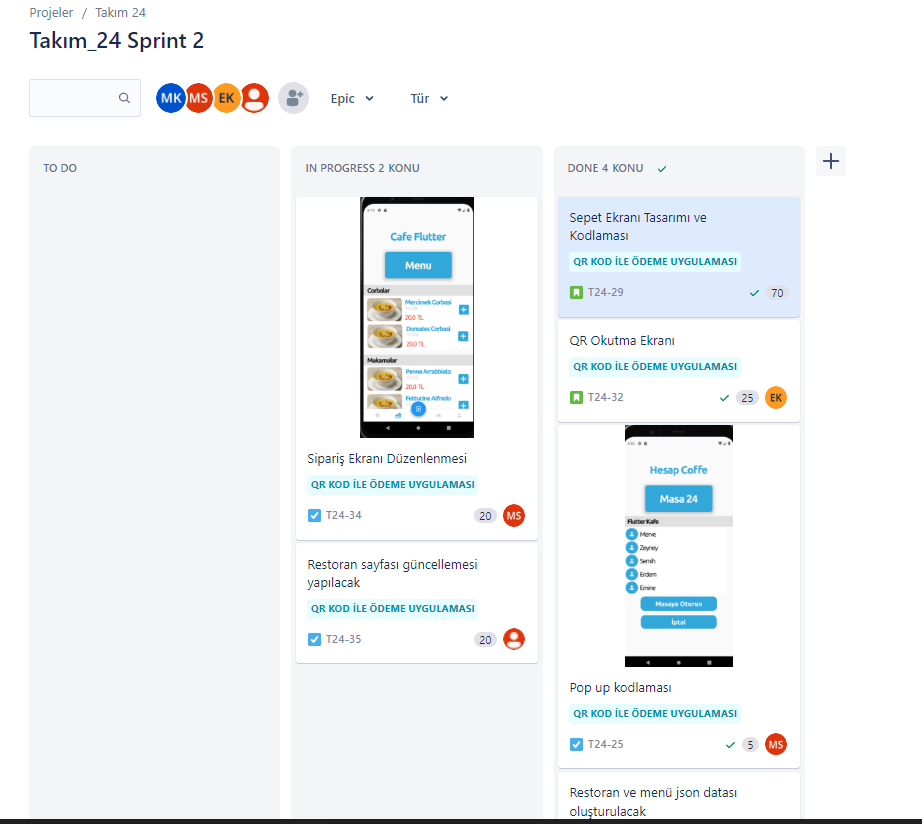 Projeler / Takım 24
Takım_24 Sprint 2
MK MS EK
Epic
Tür
TO DO
IN PROGRESS 2 KONU
Cafe Flutter
Menu
Corbalar
Mercimek Corbasi
20.0 TL
Domates Corbasi
20.0 TL
Makarnalar
Penne Arrabbiata
20.0 TL
Fettucine Alfredo
Sipariş Ekranı Düzenlenmesi
QR KOD İLE ÖDEME UYGULAMASI
T24-34
20 MS
Restoran sayfası güncellemesi
yapılacak
QR KOD İLE ÖDEME UYGULAMASI
T24-35
20
DONE 4 KONU
Sepet Ekranı Tasarımı ve
Kodlaması
QR KOD İLE ÖDEME UYGULAMASI
T24-29
70
QR Okutma Ekranı
QR KOD İLE ÖDEME UYGULAMASI
T24-32
25 EK
Hesap Coffe
Masa 24
Flutter Kafe
Merve
Zeyney
Semih
Erdem
Emine
Masaya Oturun
İptal
Pop up kodlaması
QR KOD İLE ÖDEME UYGULAMASI
T24-25
5 MS
Restoran ve menü json datası
oluşturulacak